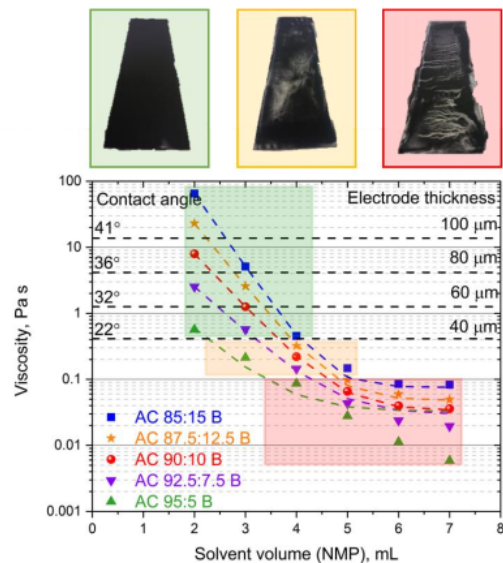 100
10
1
0.1
0.01
0.001
Viscosity, Pa s
Contact angle
Electrode thickness
41°
100 μm
36°
80 μm
32°
60 μm
22°
40 μm
AC 85:15 B
AC 87.5:12.5 B
AC 90:10 B
AC 92.5:7.5 B
AC 95:5 B
0 1 2 3 4 5 6 7 8
Solvent volume (NMP), mL